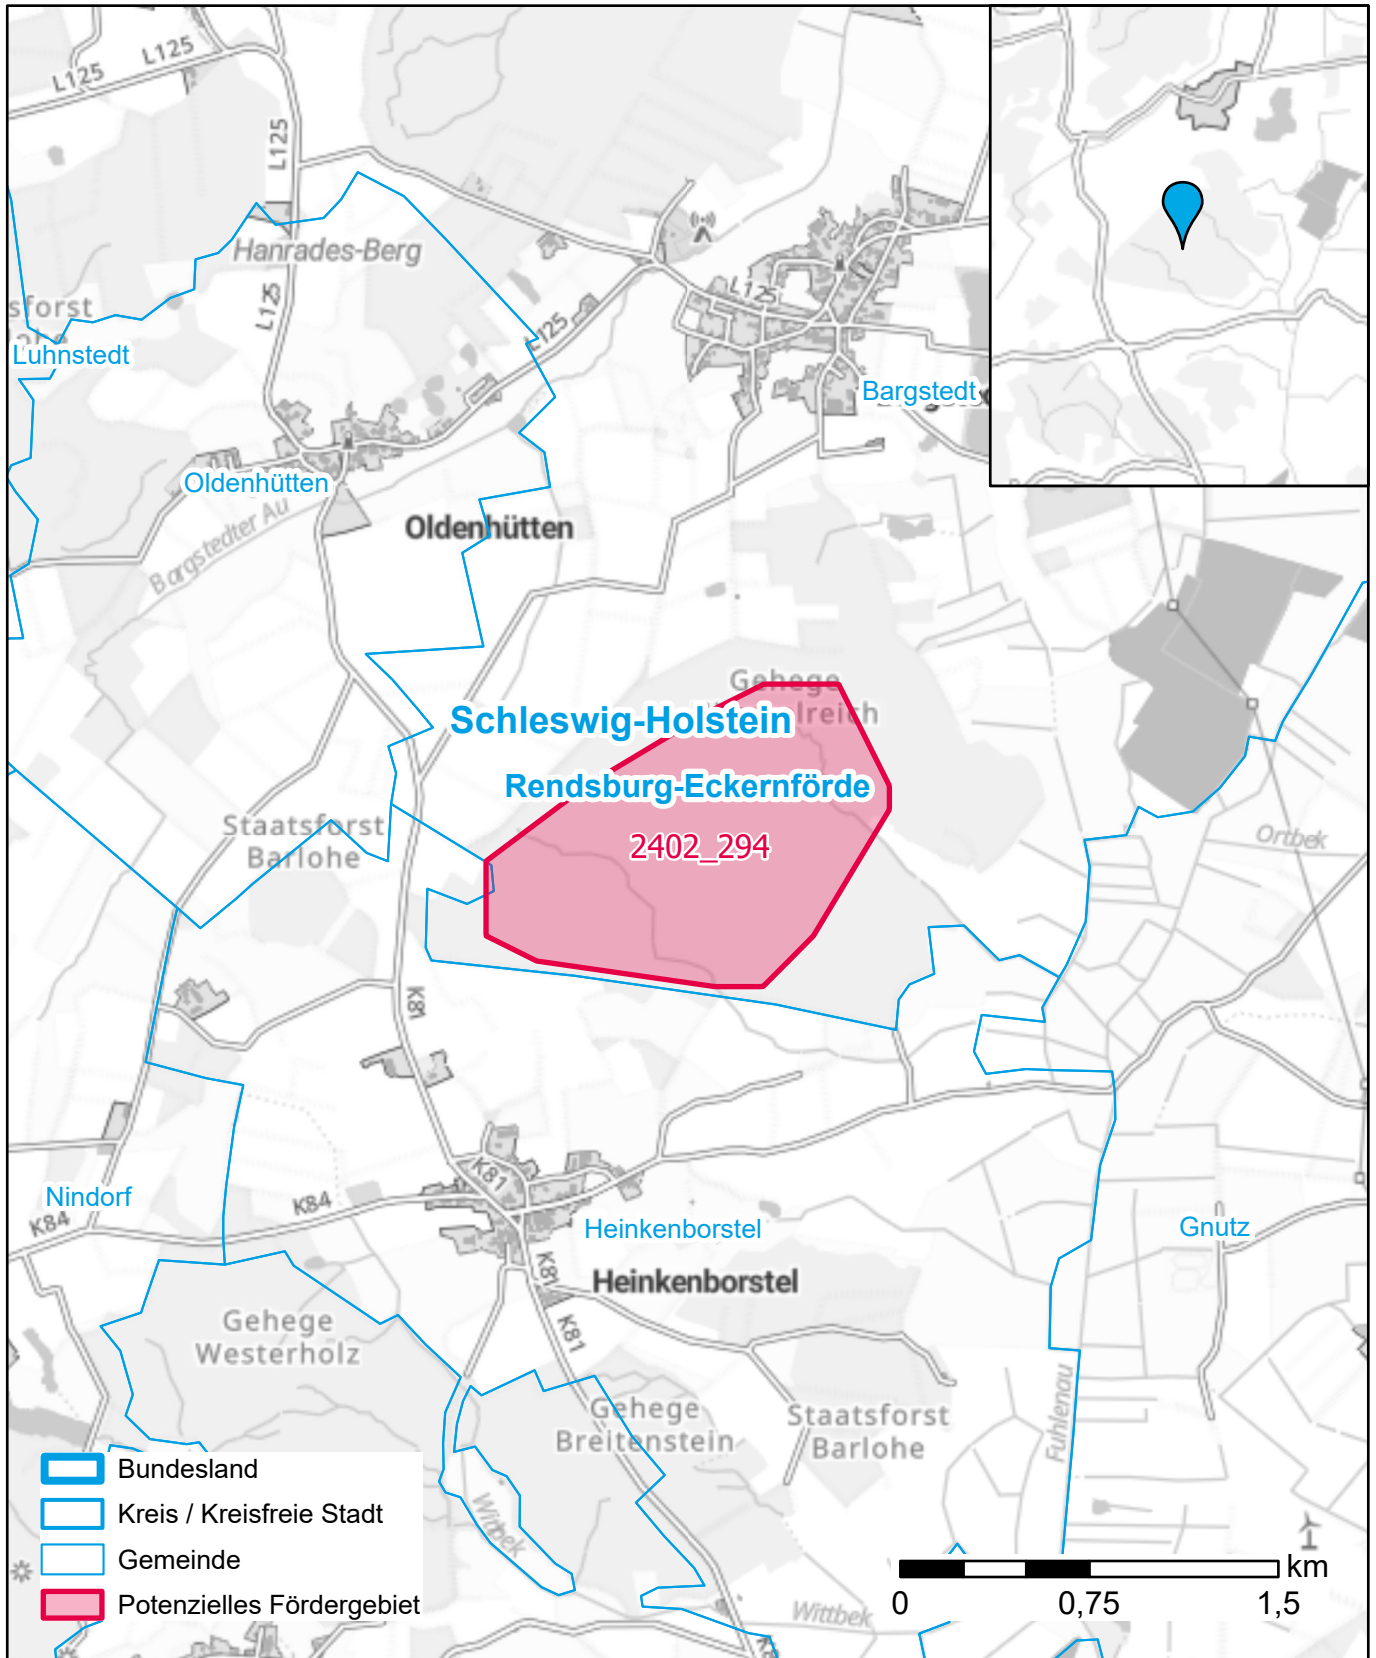 L125
L125
L125
Hanrades-Berg
L125
sforst
Luhnstedt
L125
L125
Bargstedt
Oldenhütten
Bargstedter Au
Oldenhütten
Gehege
lreich
Schleswig-Holstein
Rendsburg-Eckernförde
2402_294
Staatsforst
Barlohe
Ortbek
K81
K81
Nindorf
K84
K84
Heinkenborstel
Gnutz
K81
Heinkenborstel
K81
Gehege
Westerholz
Gehege
Breitenstein
Staatsforst
Barlohe
Fuhlenau
Wittbek
Wittbek
Bundesland
Kreis / Kreisfreie Stadt
Gemeinde
Potenzielles Fördergebiet
km
0 0,75 1,5